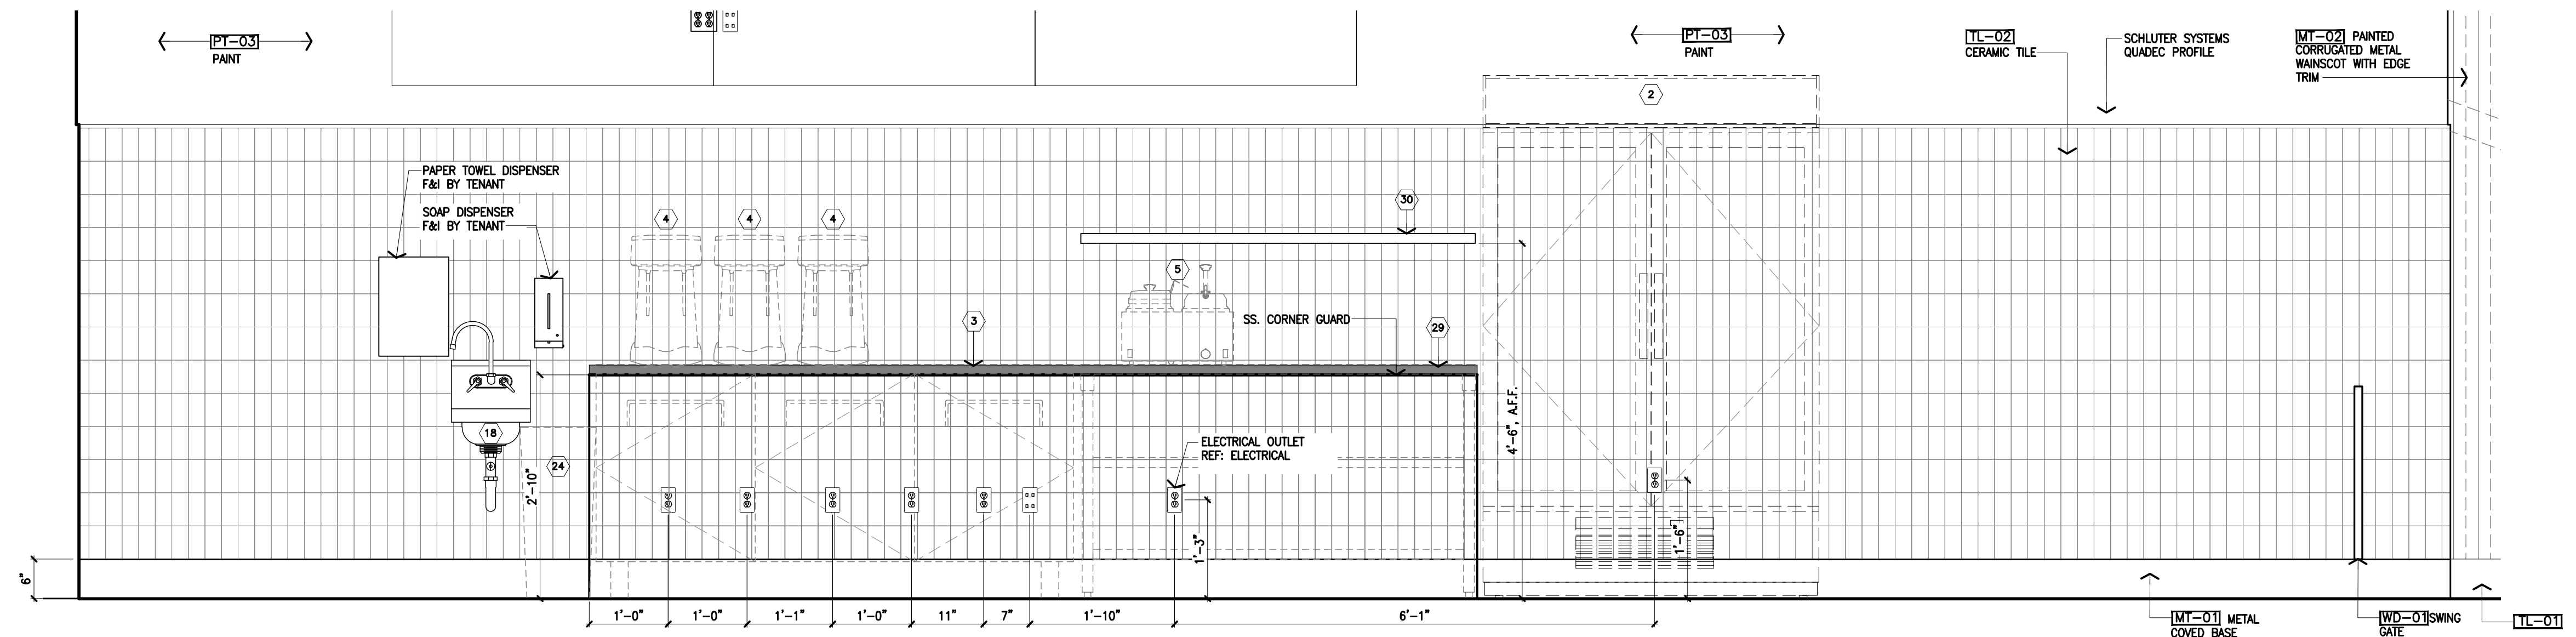 PT-03
PAINT
PT-03
PAINT
TL-02
CERAMIC TILE
SCHLUTER SYSTEMS
QUADEC PROFILE
MT-02 PAINTED
CORRUGATED METAL
WAINSCOT WITH EDGE
TRIM
2
PAPER TOWEL DISPENSER
F&I BY TENANT
SOAP DISPENSER
F&I BY TENANT
4
4
4
30
5
3
SS. CORNER GUARD
29
18
24
2'-10"
ELECTRICAL OUTLET
REF: ELECTRICAL
4'-6", A.F.F.
1'-3"
1'-6"
6"
1'-0"
1'-0"
1'-1"
1'-0"
11"
7"
1'-10"
6'-1"
MT-01 METAL
COVED BASE
WD-01 SWING
GATE
TL-01